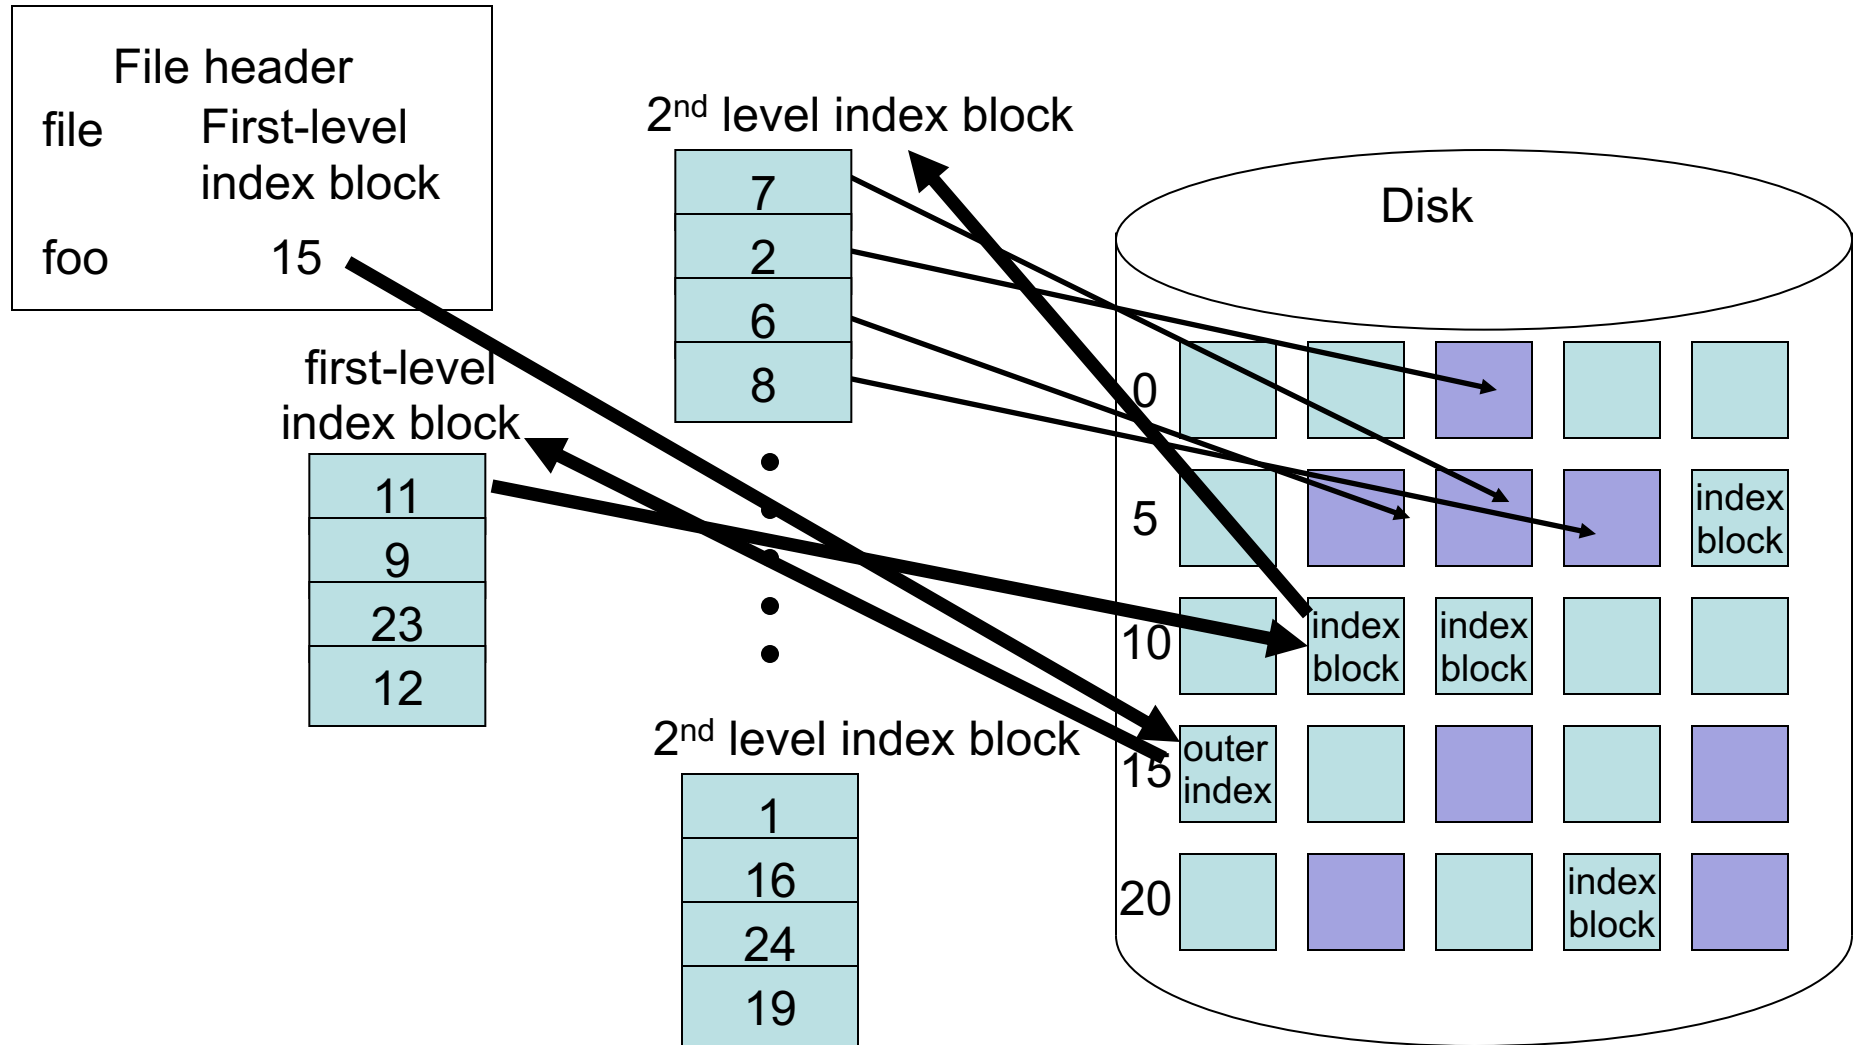 File header
file
First-level
index block
foo
15
first-level
index block
11
9
23
12
2nd level index block
7
2
6
8
2nd level index block
1
16
24
19
Disk
0
5
index
block
10
index
block
index
block
15
outer
index
20
index
block